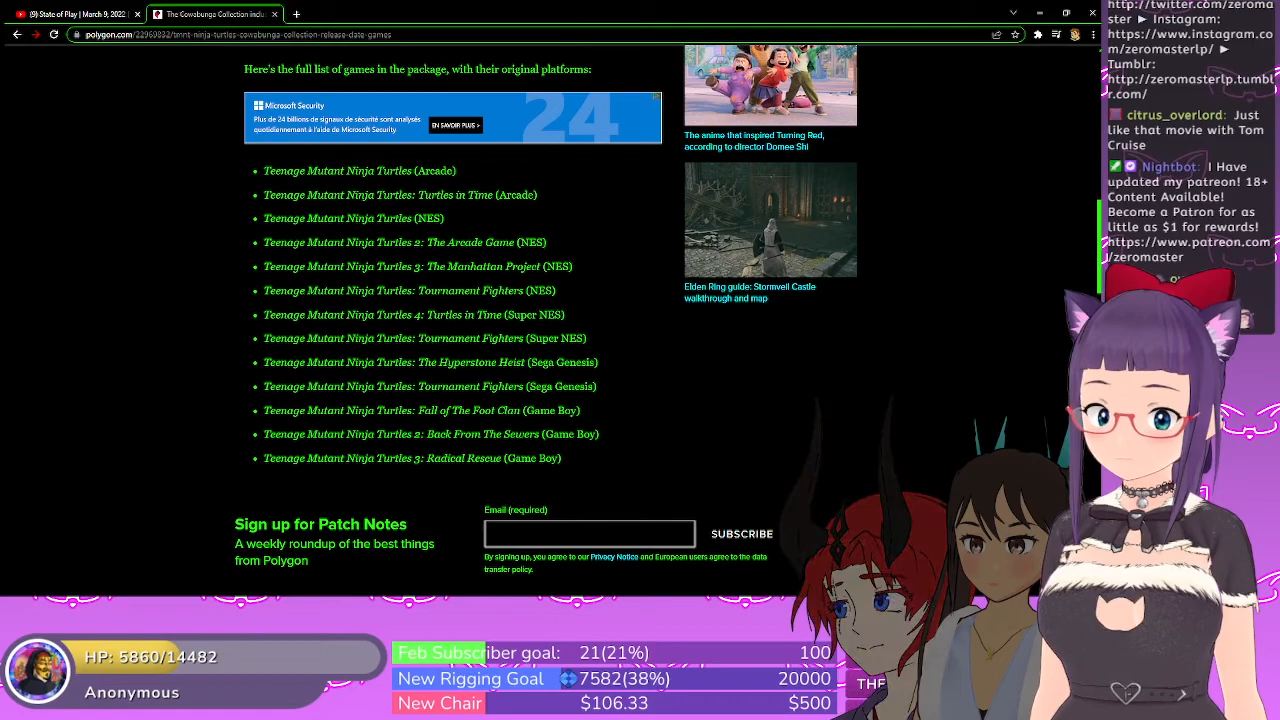 (9) State of Play | March 9, 2022 |
The Cowabunga Collection inclu
polygon.com/22969832/tmnt-ninja-turtles-cowabunga-collection-release-date-games
Here's the full list of games in the package, with their original platforms:
Microsoft Security
Plus de 24 billions de signaux de sécurité sont analysés
quotidiennement à l'aide de Microsoft Security.
EN SAVOIR PLUS >
24
Teenage Mutant Ninja Turtles (Arcade)
Teenage Mutant Ninja Turtles: Turtles in Time (Arcade)
Teenage Mutant Ninja Turtles (NES)
Teenage Mutant Ninja Turtles 2: The Arcade Game (NES)
Teenage Mutant Ninja Turtles 3: The Manhattan Project (NES)
Teenage Mutant Ninja Turtles: Tournament Fighters (NES)
Teenage Mutant Ninja Turtles 4: Turtles in Time (Super NES)
Teenage Mutant Ninja Turtles: Tournament Fighters (Super NES)
Teenage Mutant Ninja Turtles: The Hyperstone Heist (Sega Genesis)
Teenage Mutant Ninja Turtles: Tournament Fighters (Sega Genesis)
Teenage Mutant Ninja Turtles: Fall of The Foot Clan (Game Boy)
Teenage Mutant Ninja Turtles 2: Back From The Sewers (Game Boy)
Teenage Mutant Ninja Turtles 3: Radical Rescue (Game Boy)
The anime that inspired Turning Red,
according to director Domee Shi
Elden Ring guide: Stormveil Castle
walkthrough and map
Sign up for Patch Notes
A weekly roundup of the best things
from Polygon
Email (required)
SUBSCRIBE
By signing up, you agree to our Privacy Notice and European users agree to the data
transfer policy.
http://twitter.com/zeroma
ster ► Instagram:
https://www.instagram.co
m/zeromasterlp/ ►
Tumblr:
http://zeromasterlp.tumbl
r.com/
citrus_overlord: Just
like that movie with Tom
Cruise
Nightbot: I Have
updated my patreon! 18+
Content Available!
Become a Patron for as
little as $1 for rewards!
https://www.patreon.com
/zeromaster
HP: 5860/14482
Anonymous
Feb Subscriber goal: 21(21%) 100
New Rigging Goal 7582(38%) 20000
New Chair $106.33 $500
THE